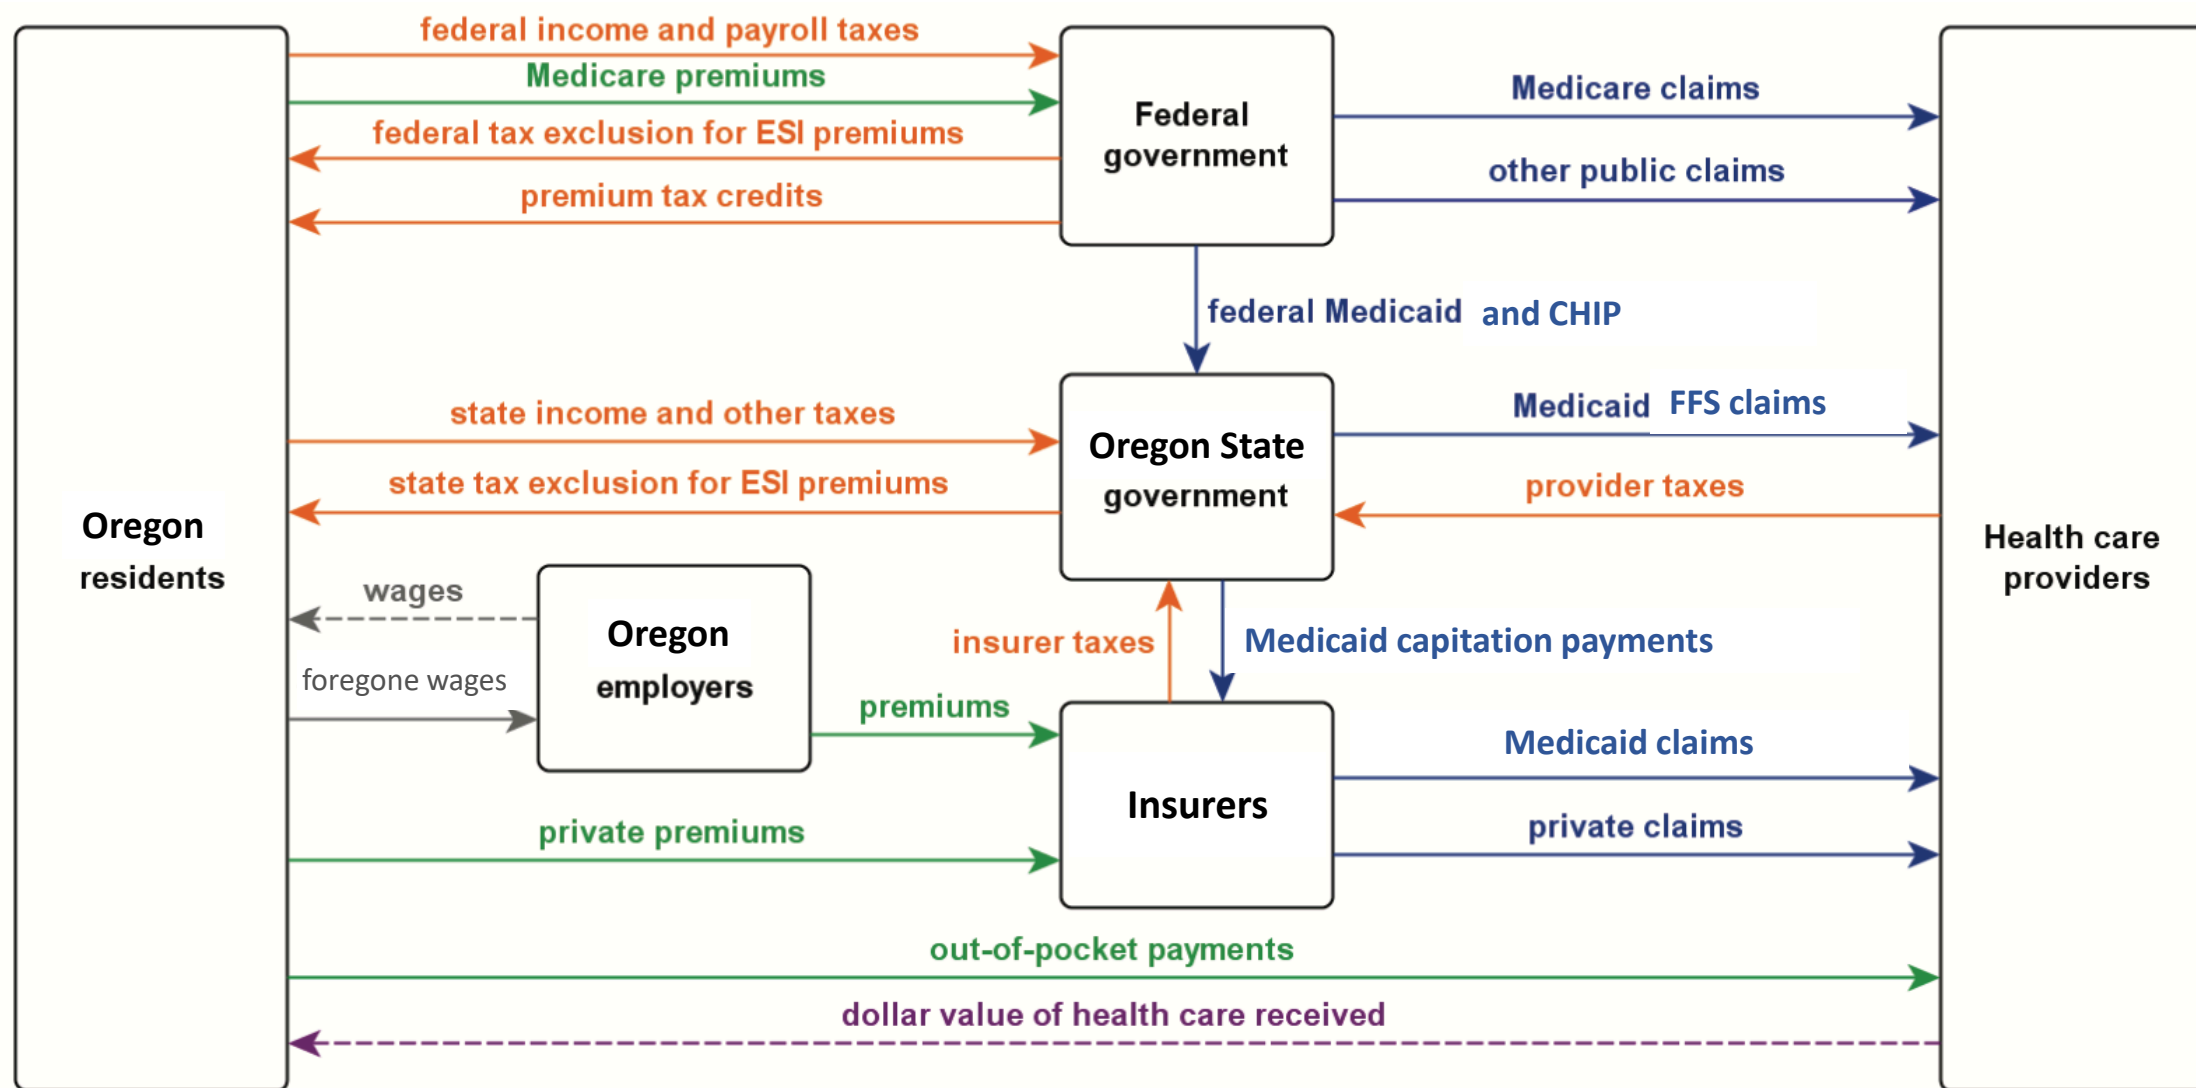 federal income and payroll taxes
Medicare premiums
federal tax exclusion for ESI premiums
premium tax credits
Federal
government
Medicare claims
other public claims
federal Medicaid and CHIP
state income and other taxes
state tax exclusion for ESI premiums
Oregon State
government
Medicaid FFS claims
provider taxes
Oregon
residents
Health care
providers
wages
foregone wages
Oregon
employers
insurer taxes
Medicaid capitation payments
premiums
private premiums
Insurers
Medicaid claims
private claims
out-of-pocket payments
dollar value of health care received